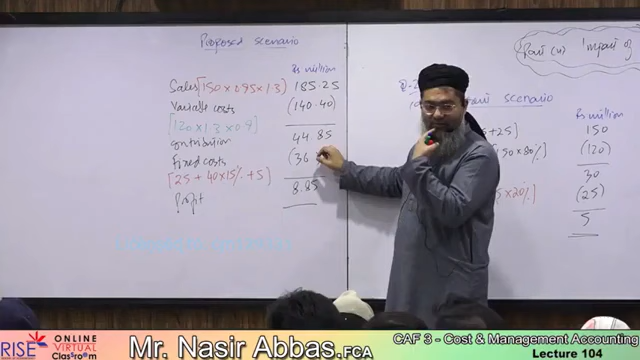 Proposed scenario
Rs million
Sales [150 x 0.95 x 1.3] 185.25
Variable costs (140.40)
[120 x 1.3 x 0.9]
contribution 44.85
Fixed costs (36
[25 + 40 x 15% + 5]
8.85
Profit
Part (ii) Impact of
scenario
Rs million
+25] 150
50 x 80%] (120)
30
x 20%] (25)
5
RISE ONLINE VIRTUAL Classroom
Mr. Nasir Abbas, FCA
CAF 3 - Cost & Management Accounting
Lecture 104